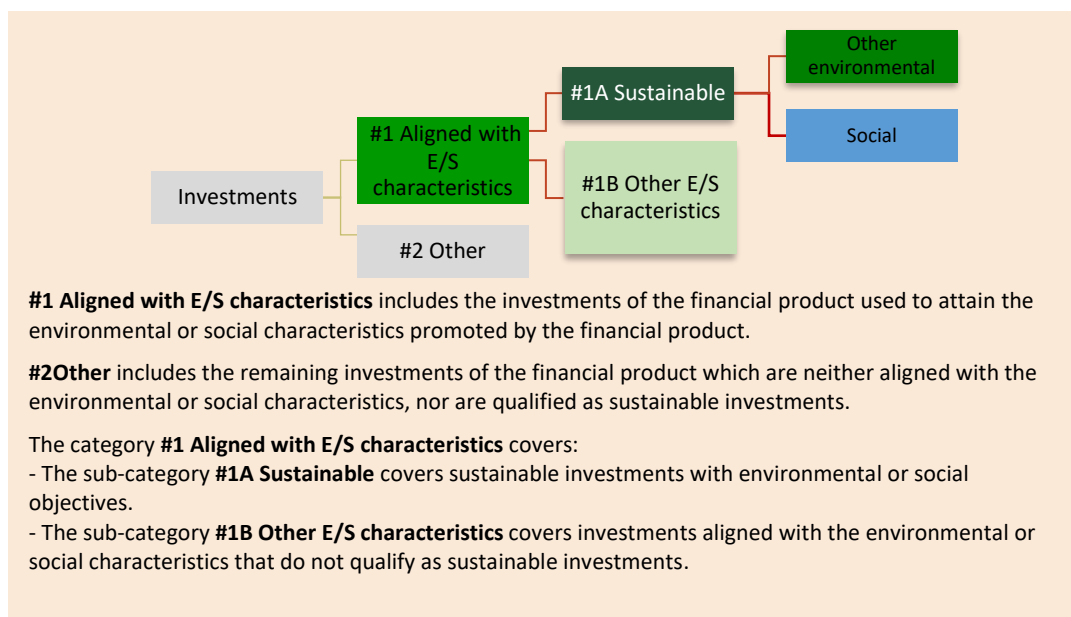 Other
environmental
#1A Sustainable
#1 Aligned with
E/S
characteristics
Social
#1B Other E/S
characteristics
Investments
#2 Other
#1 Aligned with E/S characteristics includes the investments of the financial product used to attain the
environmental or social characteristics promoted by the financial product.
#2Other includes the remaining investments of the financial product which are neither aligned with the
environmental or social characteristics, nor are qualified as sustainable investments.
The category #1 Aligned with E/S characteristics covers:
- The sub-category #1A Sustainable covers sustainable investments with environmental or social
objectives.
- The sub-category #1B Other E/S characteristics covers investments aligned with the environmental or
social characteristics that do not qualify as sustainable investments.